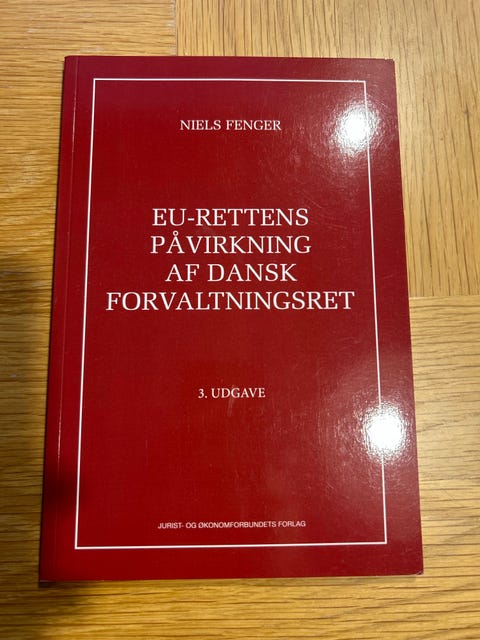 NIELS FENGER
EU-RETTENS
PÅVIRKNING
AF DANSK
FORVALTNINGSRET
3. UDGAVE
JURIST- OG ØKONOMFORBUNDETS FORLAG